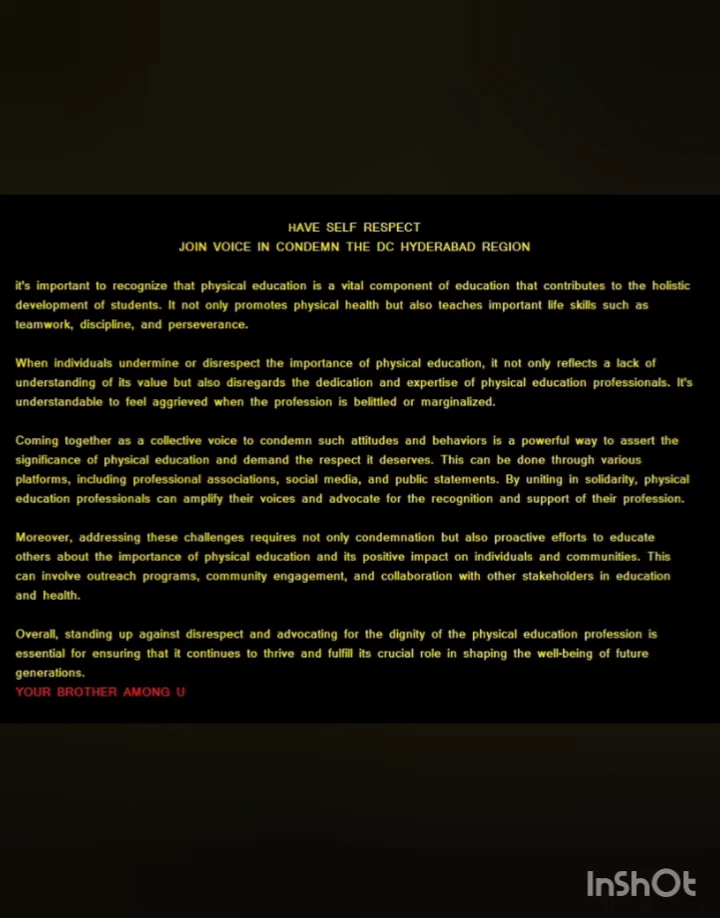 HAVE SELF RESPECT
JOIN VOICE IN CONDEMN THE DC HYDERABAD REGION
it's important to recognize that physical education is a vital component of education that contributes to the holistic
development of students. It not only promotes physical health but also teaches important life skills such as
teamwork, discipline, and perseverance.
When individuals undermine or disrespect the importance of physical education, it not only reflects a lack of
understanding of its value but also disregards the dedication and expertise of physical education professionals. It's
understandable to feel aggrieved when the profession is belittled or marginalized.
Coming together as a collective voice to condemn such attitudes and behaviors is a powerful way to assert the
significance of physical education and demand the respect it deserves. This can be done through various
platforms, including professional associations, social media, and public statements. By uniting in solidarity, physical
education professionals can amplify their voices and advocate for the recognition and support of their profession.
Moreover, addressing these challenges requires not only condemnation but also proactive efforts to educate
others about the importance of physical education and its positive impact on individuals and communities. This
can involve outreach programs, community engagement, and collaboration with other stakeholders in education
and health.
Overall, standing up against disrespect and advocating for the dignity of the physical education profession is
essential for ensuring that it continues to thrive and fulfill its crucial role in shaping the well-being of future
generations.
YOUR BROTHER AMONG U
InShOt